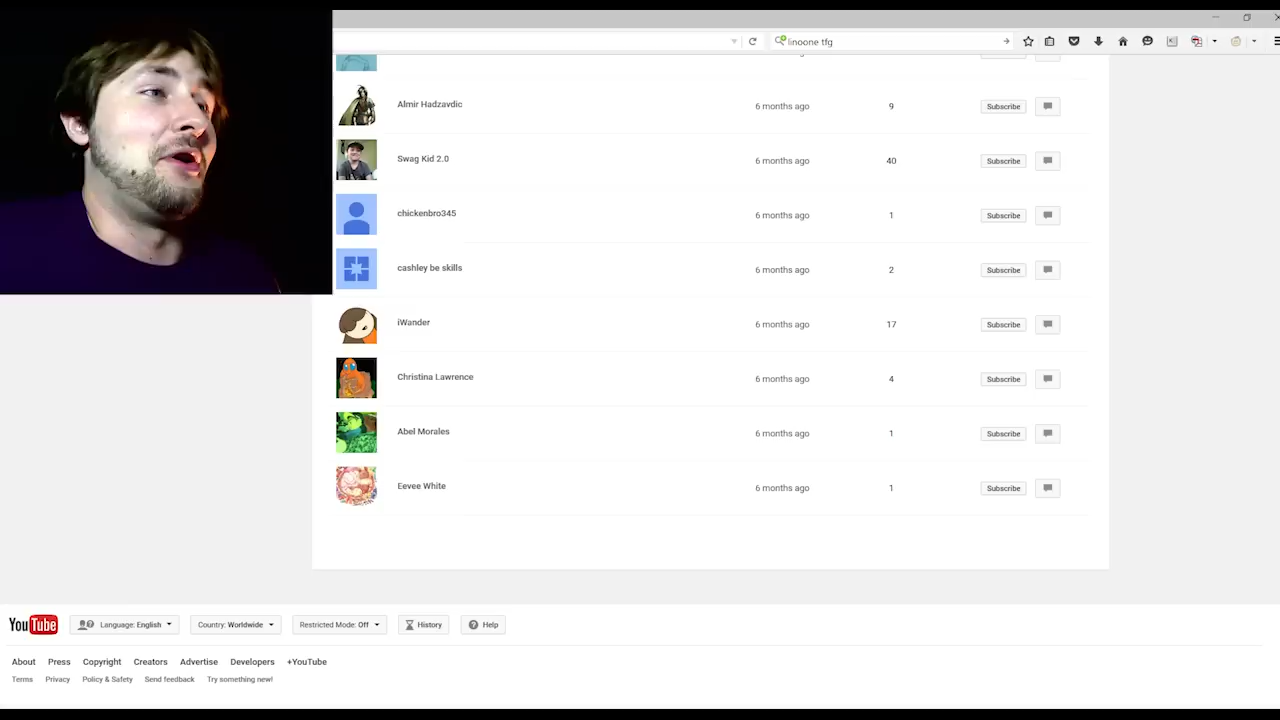 linoone tfg
Almir Hadzavdic 6 months ago 9 Subscribe
Swag Kid 2.0 6 months ago 40 Subscribe
chickenbro345 6 months ago 1 Subscribe
cashley be skills 6 months ago 2 Subscribe
iWander 6 months ago 17 Subscribe
Christina Lawrence 6 months ago 4 Subscribe
Abel Morales 6 months ago 1 Subscribe
Eevee White 6 months ago 1 Subscribe
YouTube Language: English Country: Worldwide Restricted Mode: Off History Help
About Press Copyright Creators Advertise Developers +YouTube
Terms Privacy Policy & Safety Send feedback Try something new!